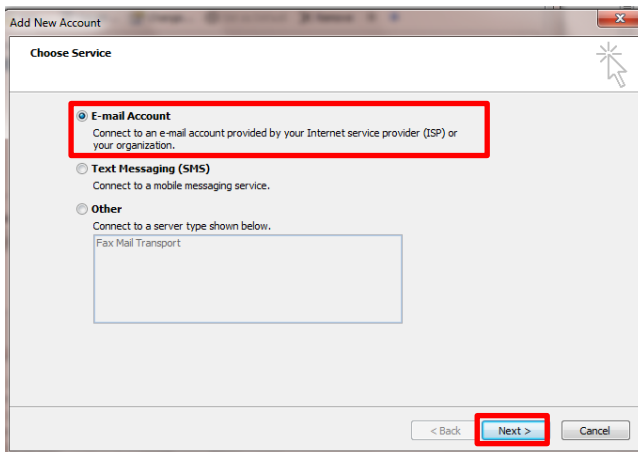 Add New Account
Choose Service
E-mail Account
Connect to an e-mail account provided by your Internet service provider (ISP) or
your organization.
Text Messaging (SMS)
Connect to a mobile messaging service.
Other
Connect to a server type shown below.
Fax Mail Transport
< Back Next > Cancel